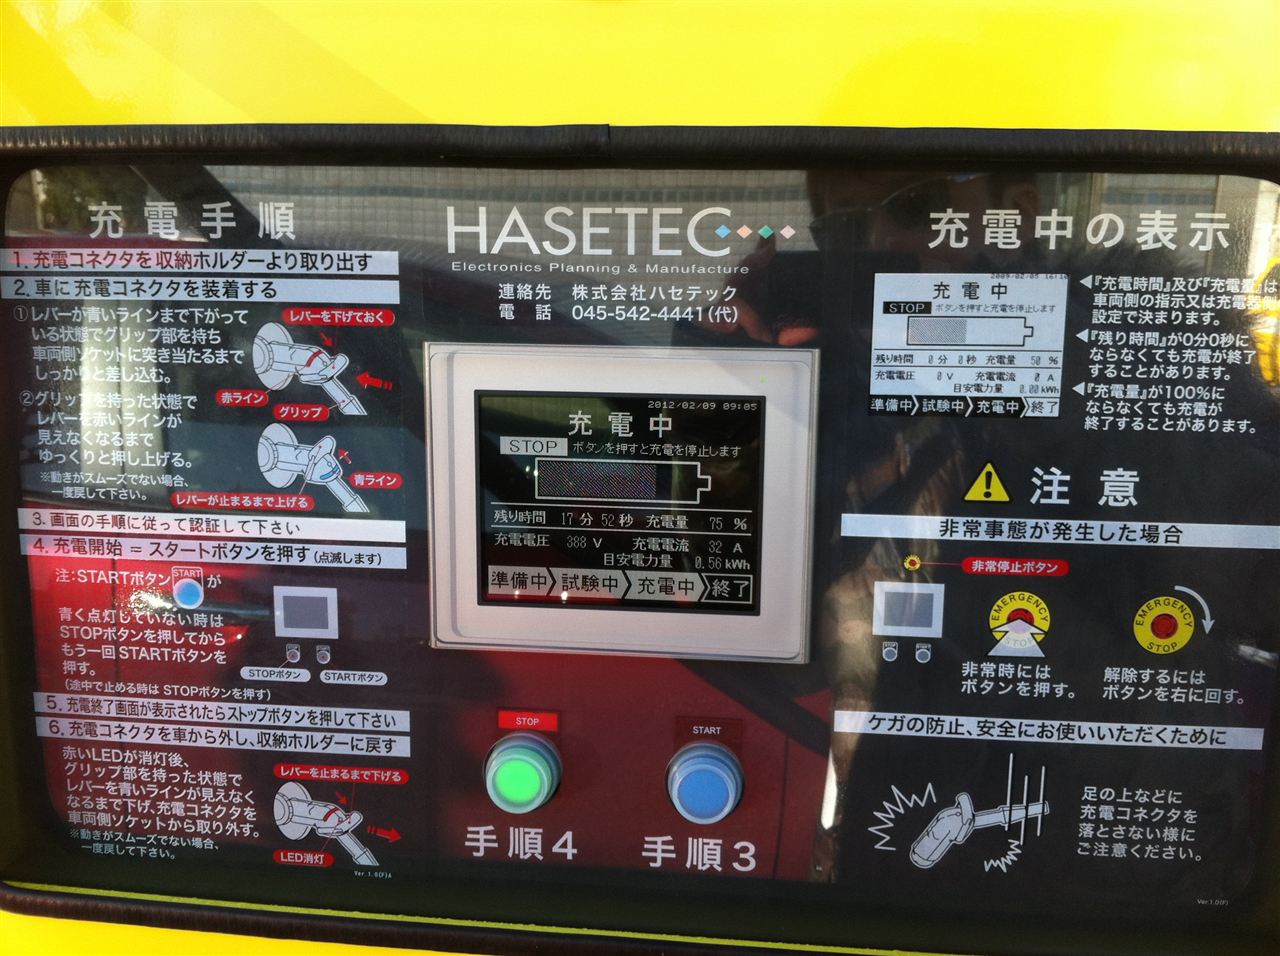 充電手順
1. 充電コネクタを収納ホルダーより取り出す
2. 車に充電コネクタを装着する
①レバーが青いラインまで下がって
いる状態でグリップ部を持ち
車両側ソケットに突き当たるまで
しっかりと差し込む。
レバーを下げておく
赤ライン
グリップ
②グリップを持った状態で
レバーを赤いラインが
見えなくなるまで
ゆっくりと押し上げる。
※動きがスムーズでない場合、
一度戻して下さい。
青ライン
レバーが止まるまで上げる
3. 画面の手順に従って認証して下さい
4. 充電開始 = スタートボタンを押す (点滅します)
注:STARTボタン START が
青く点灯していない時は
STOPボタンを押してから
もう一回STARTボタンを
押す。
(途中で止める時は STOPボタンを押す)
STOPボタン
STARTボタン
5. 充電終了画面が表示されたらストップボタンを押して下さい
6. 充電コネクタを車から外し、収納ホルダーに戻す
赤いLEDが消灯後、
グリップ部を持った状態で
レバーを青いラインが見えなく
なるまで下げ、充電コネクタを
車両側ソケットから取り外す。
※動きがスムーズでない場合、
一度戻して下さい。
レバーを止まるまで下げる
LED消灯
Ver.1.0(F)A
HASETEC
Electronics Planning & Manufacture
連絡先 株式会社ハセテック
電話 045-542-4441(代)
2012/02/09 09:05
充電中
STOP ボタンを押すと充電を停止します
残り時間 17分 52秒 充電量 75 %
充電電圧 388 V 充電電流 32 A
目安電力量 0.56 kWh
準備中 試験中 充電中 終了
STOP
START
手順4
手順3
充電中の表示
充電中
STOP ボタンを押すと充電を停止します
残り時間 0分 0秒 充電量 50 %
充電電圧 0 V 充電電流 0 A
目安電力量 0.00 kWh
準備中 試験中 充電中 終了
◀『充電時間』及び『充電量』は
車両側の指示又は充電器側
設定で決まります。
◀『残り時間』が0分0秒に
ならなくても充電が終了
することがあります。
◀『充電量』が100%に
ならなくても充電が
終了することがあります。
注意
非常事態が発生した場合
非常停止ボタン
EMERGENCY
STOP
非常時には
ボタンを押す。
EMERGENCY
STOP
解除するには
ボタンを右に回す。
ケガの防止、安全にお使いいただくために
足の上などに
充電コネクタを
落とさない様に
ご注意ください。
Ver.1.0(F)